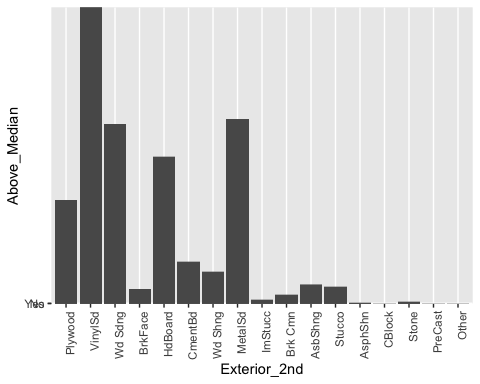 Above_Median
Plywood
VinylSd
Wd Sdng
BrkFace
HdBoard
CmentBd
Wd Shng
MetalSd
ImStucc
Brk Cmn
AsbShng
Stucco
AsphShn
CBlock
Stone
PreCast
Other
Exterior_2nd